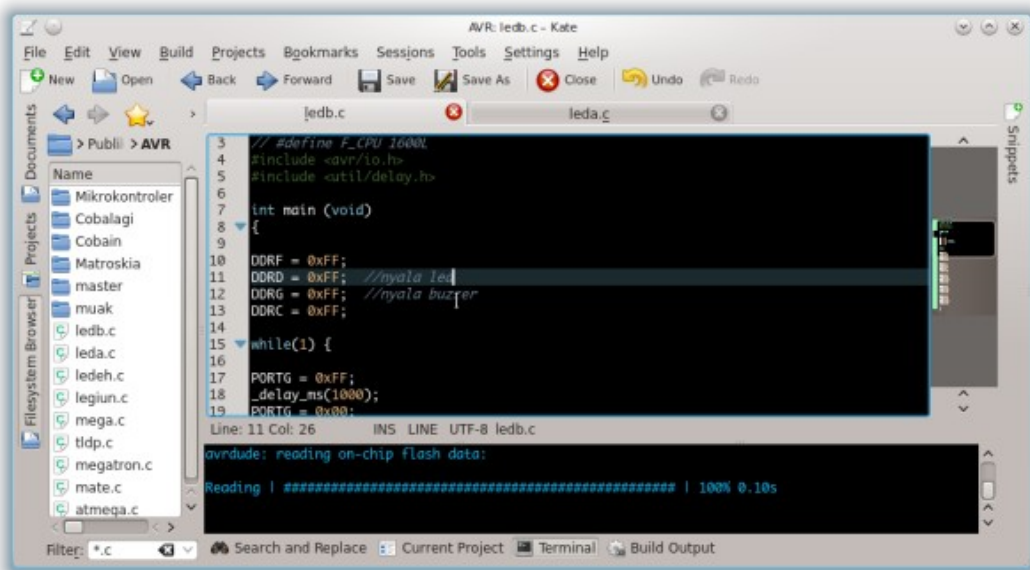 AVR: ledb.c – Kate
File Edit View Build Projects Bookmarks Sessions Tools Settings Help
New Open Back Forward Save Save As Close Undo Redo
Documents
Projects
Filesystem Browser
> Publi > AVR
Name
Mikrokontroler
Cobalagi
Cobain
Matroskia
master
muak
ledb.c
leda.c
ledeh.c
legiun.c
mega.c
tldp.c
megatron.c
mate.c
atmega.c
Filter: *.c
ledb.c leda.c
3 // #define F_CPU 1600L
4 #include <avr/io.h>
5 #include <util/delay.h>
6
7 int main (void)
8 {
9
10 DDRF = 0xFF;
11 DDRD = 0xFF; //nyala led
12 DDRG = 0xFF; //nyala buzzer
13 DDRC = 0xFF;
14
15 while(1) {
16
17 PORTG = 0xFF;
18 _delay_ms(1000);
19 PORTG = 0x00;
Line: 11 Col: 26 INS LINE UTF-8 ledb.c
avrdude: reading on-chip flash data:
Reading | ################################################## | 100% 0.10s
Search and Replace Current Project Terminal Build Output
Snippets